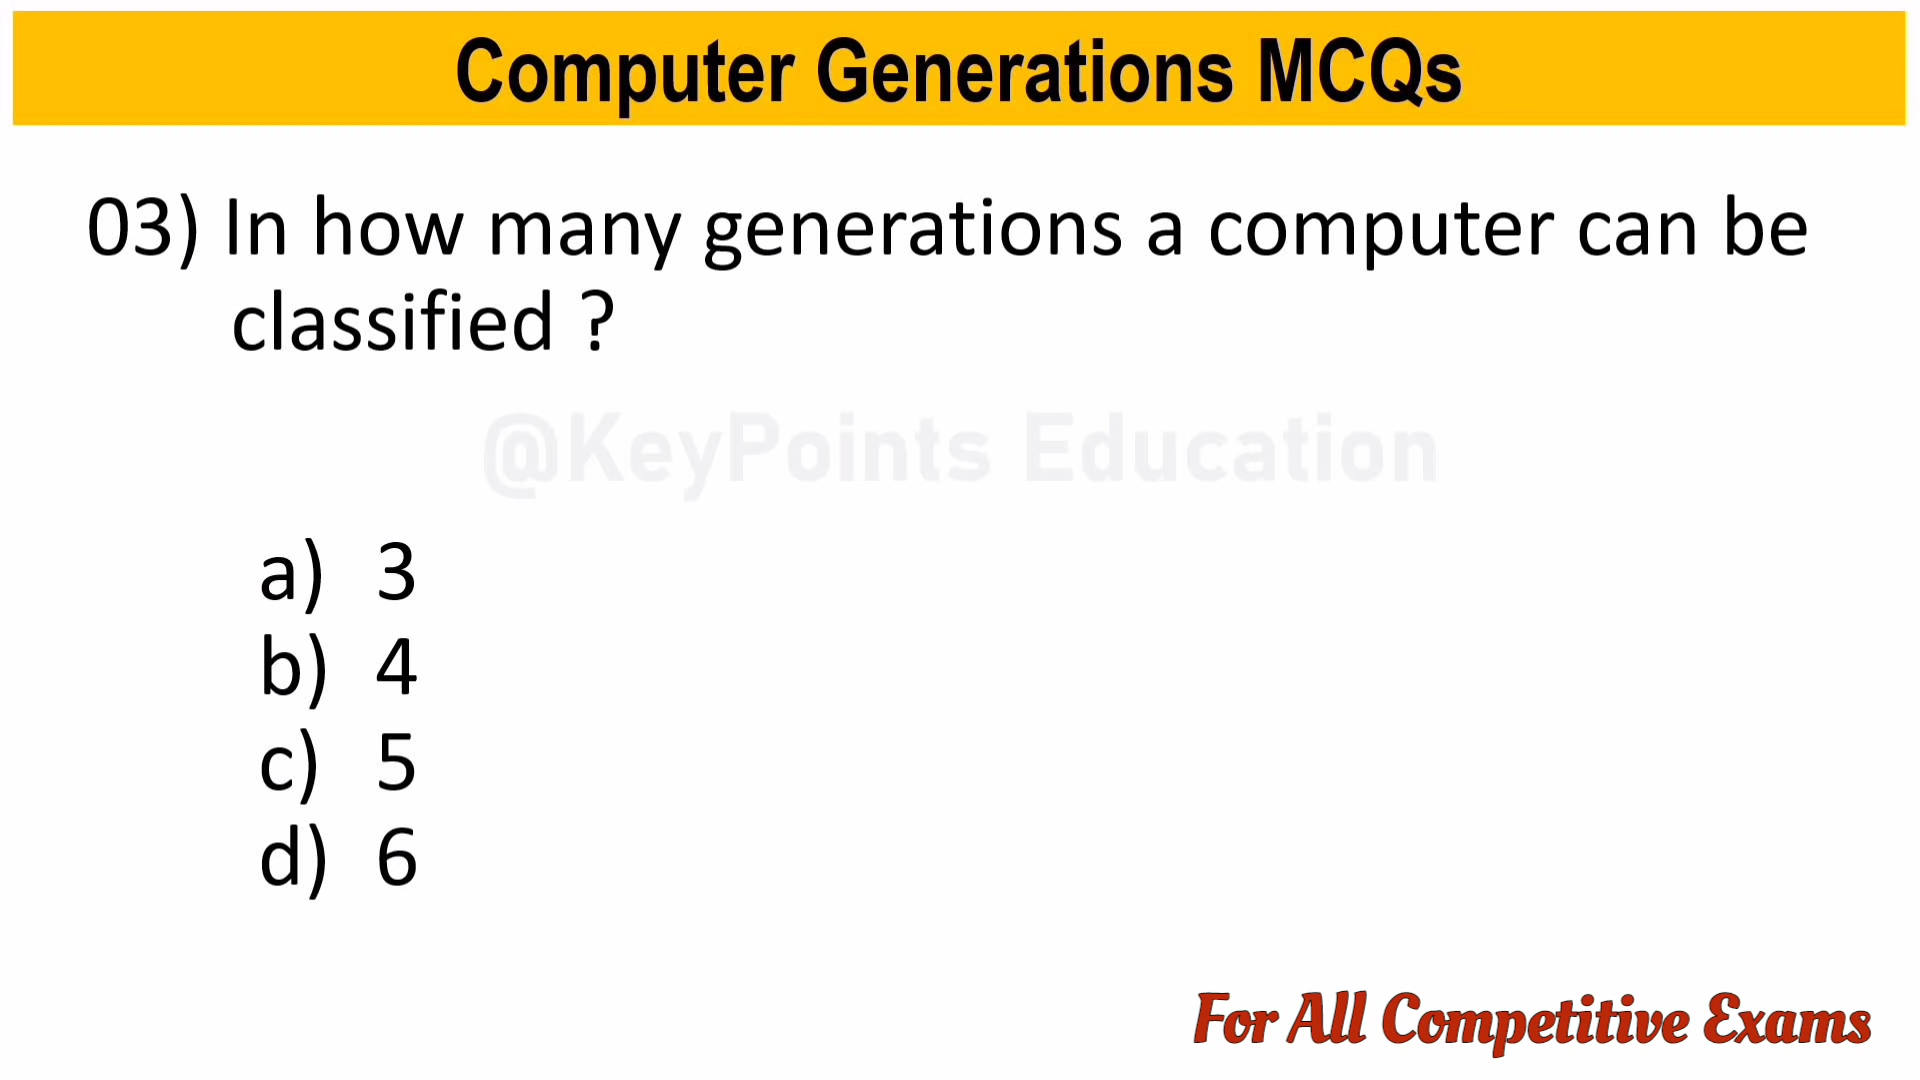 Computer Generations MCQs
03) In how many generations a computer can be
classified ?
@KeyPoints Education
a) 3
b) 4
c) 5
d) 6
For All Competitive Exams